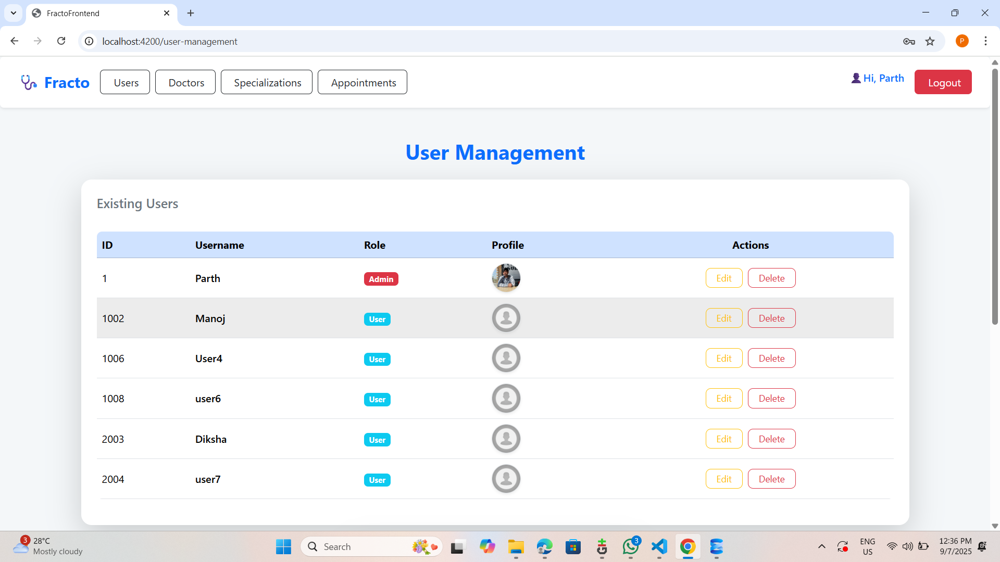 FractoFrontend
localhost:4200/user-management
P
Fracto
Users
Doctors
Specializations
Appointments
Hi, Parth
Logout
User Management
Existing Users
ID Username Role Profile Actions
1 Parth Admin Edit Delete
1002 Manoj User Edit Delete
1006 User4 User Edit Delete
1008 user6 User Edit Delete
2003 Diksha User Edit Delete
2004 user7 User Edit Delete
3
28°C
Mostly cloudy
Search
3
ENG
US
12:36 PM
9/7/2025